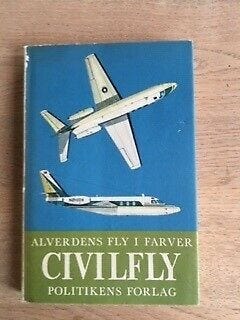 ALVERDENS FLY I FARVER
CIVILFLY
POLITIKENS FORLAG